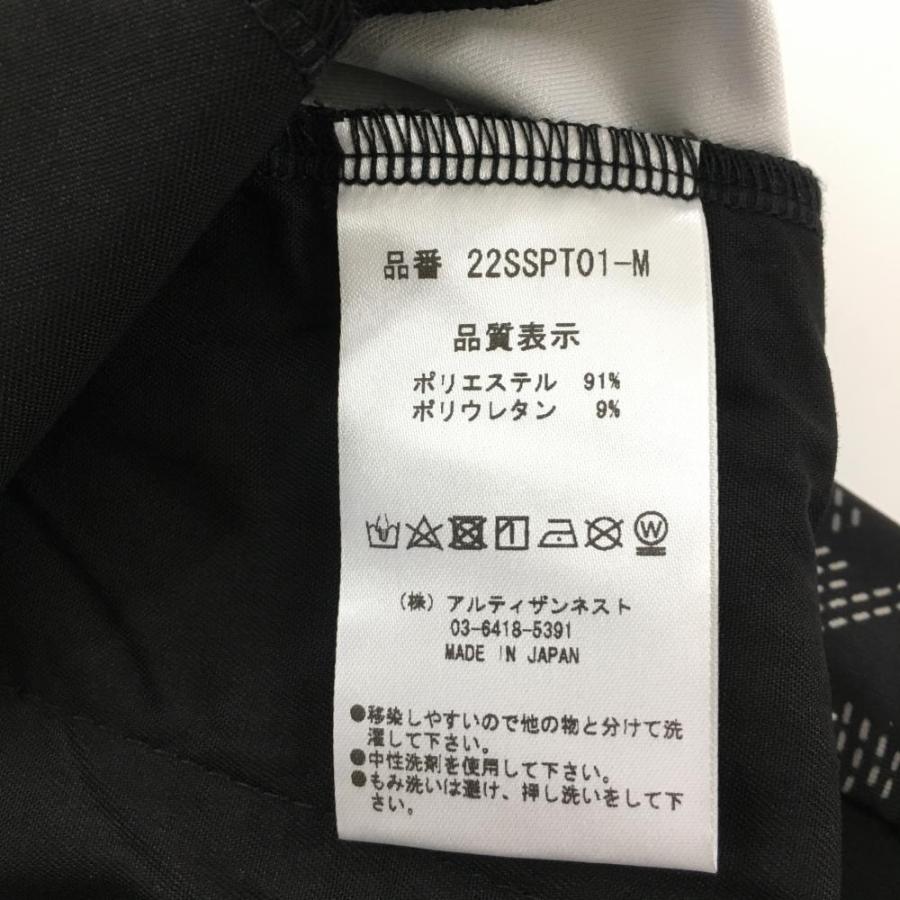 品番 22SSPT01-M
品質表示
ポリエステル 91%
ポリウレタン 9%
W
(株) アルティザンネスト
03-6418-5391
MADE IN JAPAN
●移染しやすいので他の物と分けて洗
濯して下さい。
●中性洗剤を使用して下さい。
●もみ洗いは避け、押し洗いをして下
さい。